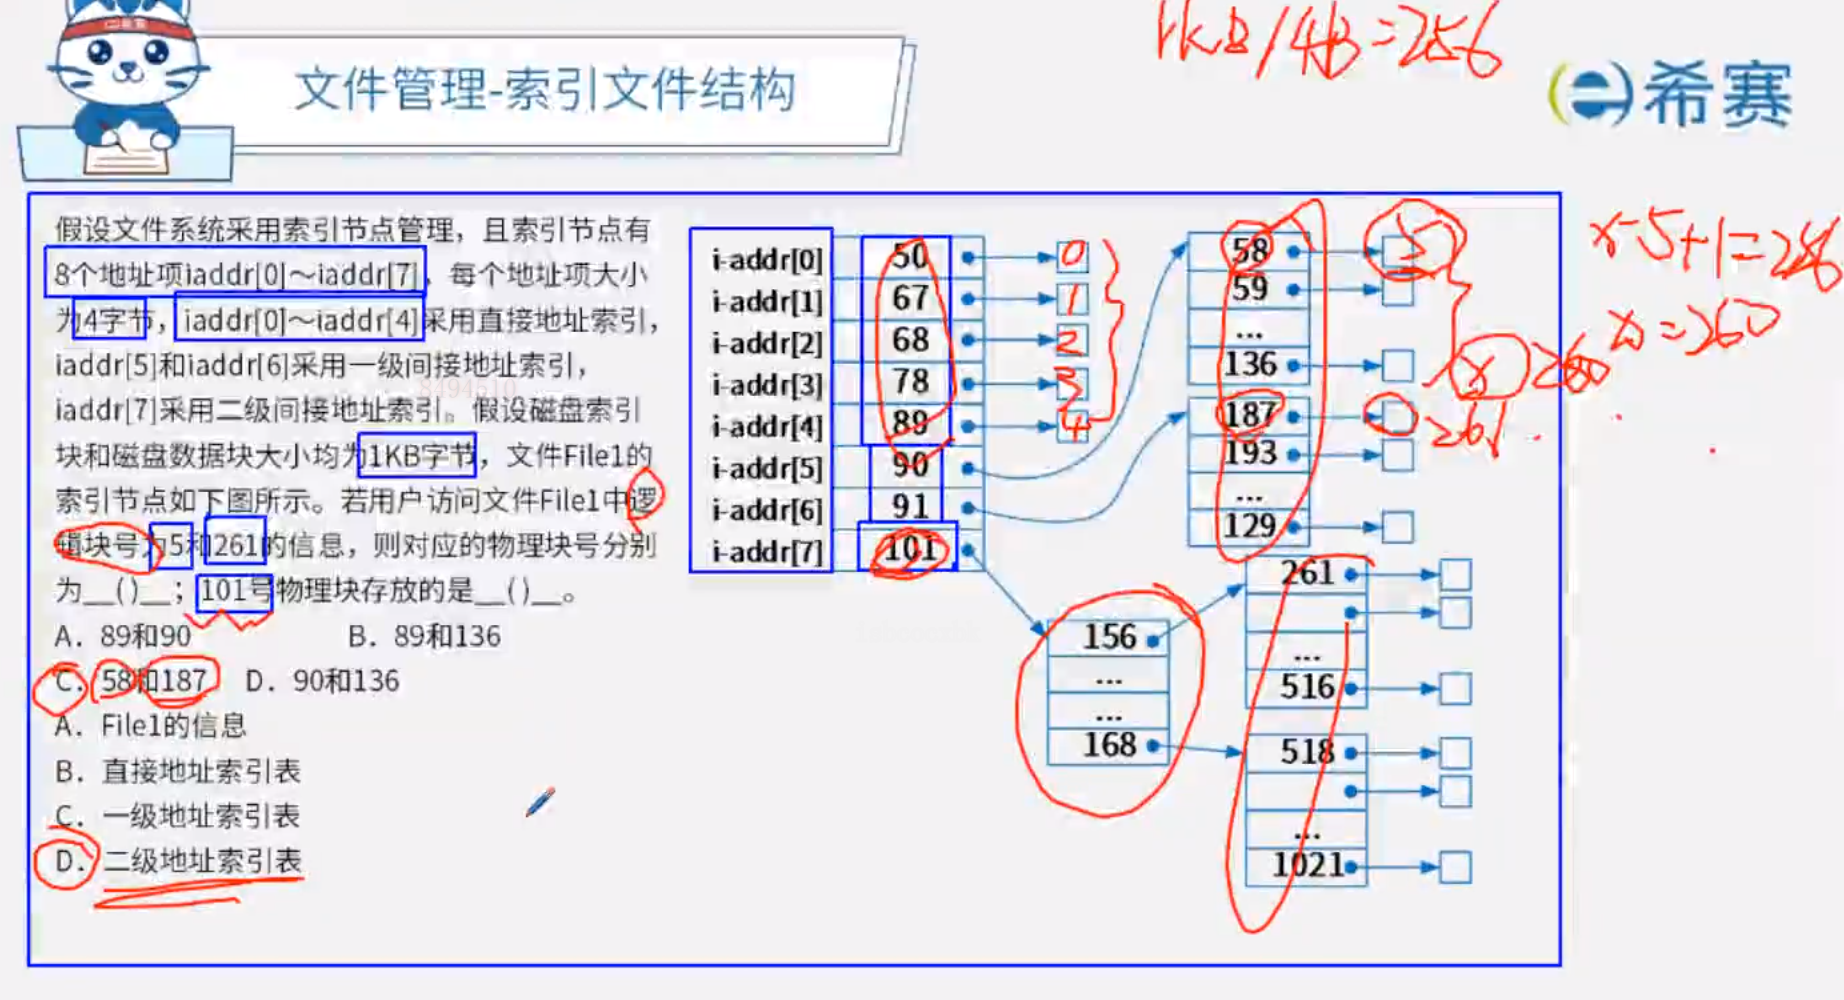 1KB/4B=256
文件管理-索引文件结构
希赛
假设文件系统采用索引节点管理，且索引节点有
8个地址项iaddr[0]～iaddr[7]，每个地址项大小
为4字节，iaddr[0]～iaddr[4]采用直接地址索引，
iaddr[5]和iaddr[6]采用一级间接地址索引，
iaddr[7]采用二级间接地址索引。假设磁盘索引
块和磁盘数据块大小均为1KB字节，文件File1的
索引节点如下图所示。若用户访问文件File1中逻
辑块号为5和261的信息，则对应的物理块号分别
为__()__；101号物理块存放的是__()__。
A. 89和90 B. 89和136
C. 58和187 D. 90和136
A. File1的信息
B. 直接地址索引表
C. 一级地址索引表
D. 二级地址索引表
i-addr[0] 50 0
i-addr[1] 67 1
i-addr[2] 68 2
i-addr[3] 78 3
i-addr[4] 89 4
i-addr[5] 90
i-addr[6] 91
i-addr[7] 101
58 5
59
...
136 x 260
187 261
193
...
129
156
...
...
168
261
...
516
518
...
1021
x-5+1=256
x=260